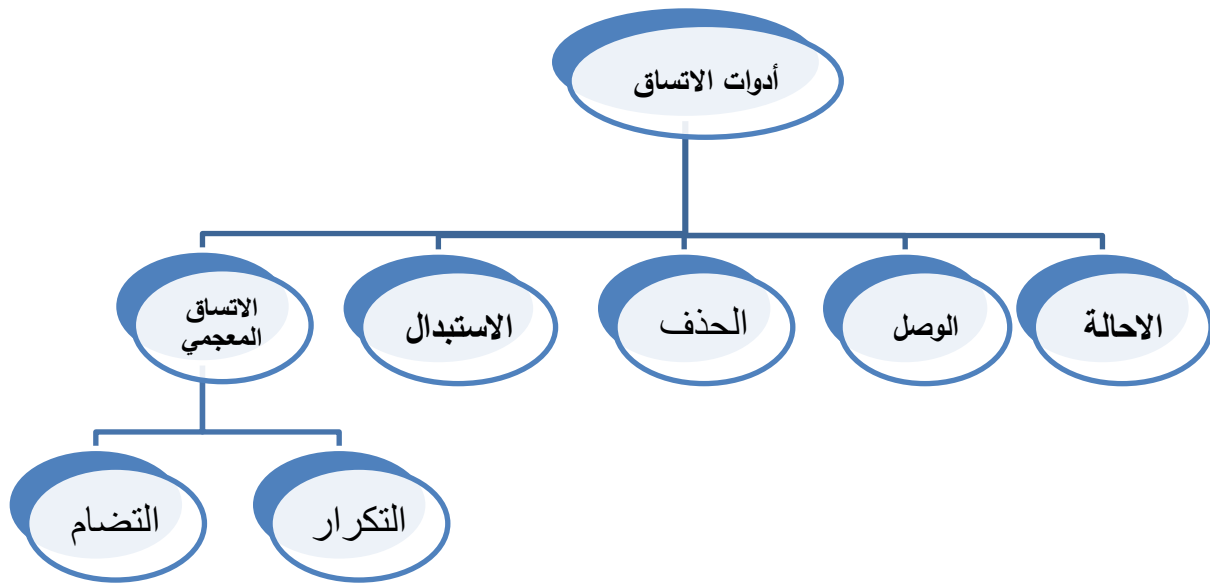 أدوات الاتساق
الاحالة
الوصل
الحذف
الاستبدال
الاتساق
المعجمي
التكرار
التضام